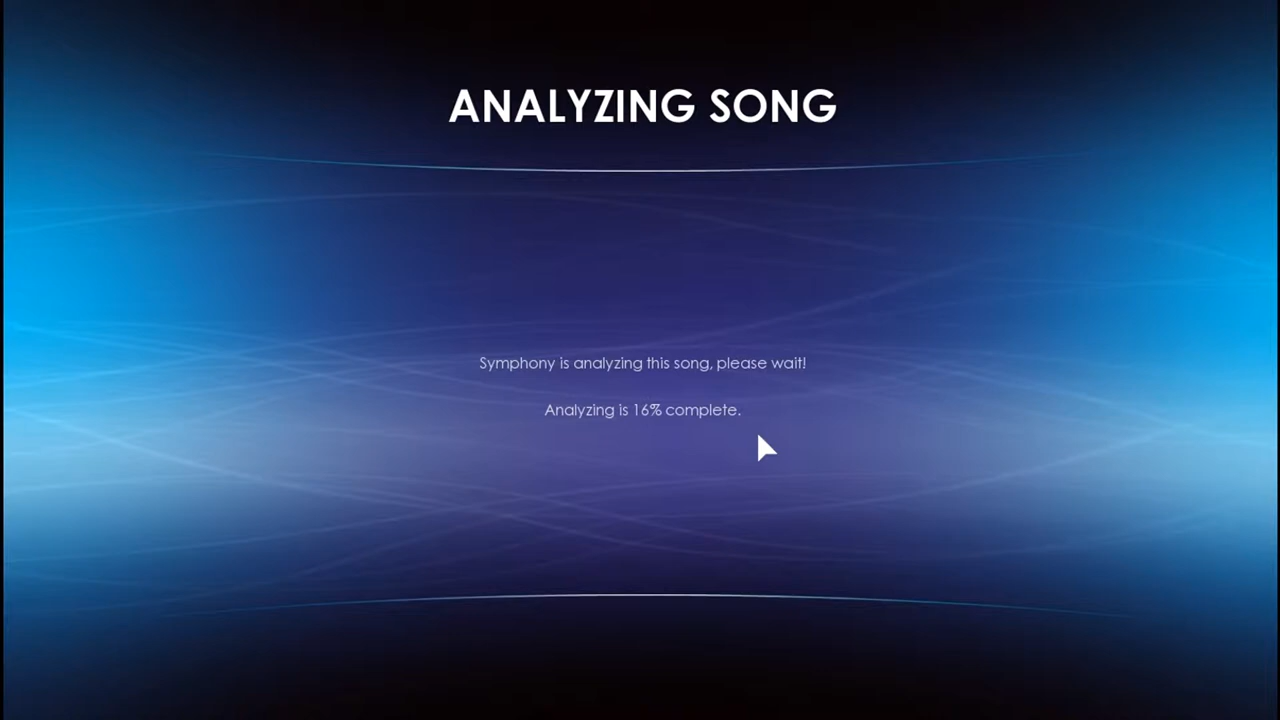 ANALYZING SONG
Symphony is analyzing this song, please wait!
Analyzing is 16% complete.